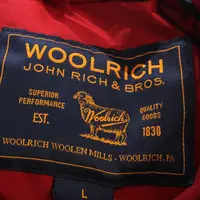 WOOLRICH
JOHN RICH & BROS.
SUPERIOR PERFORMANCE
QUALITY GOODS
EST.
1830
WOOLRICH
WOOLRICH WOOLEN MILLS - WOOLRICH, PA
L